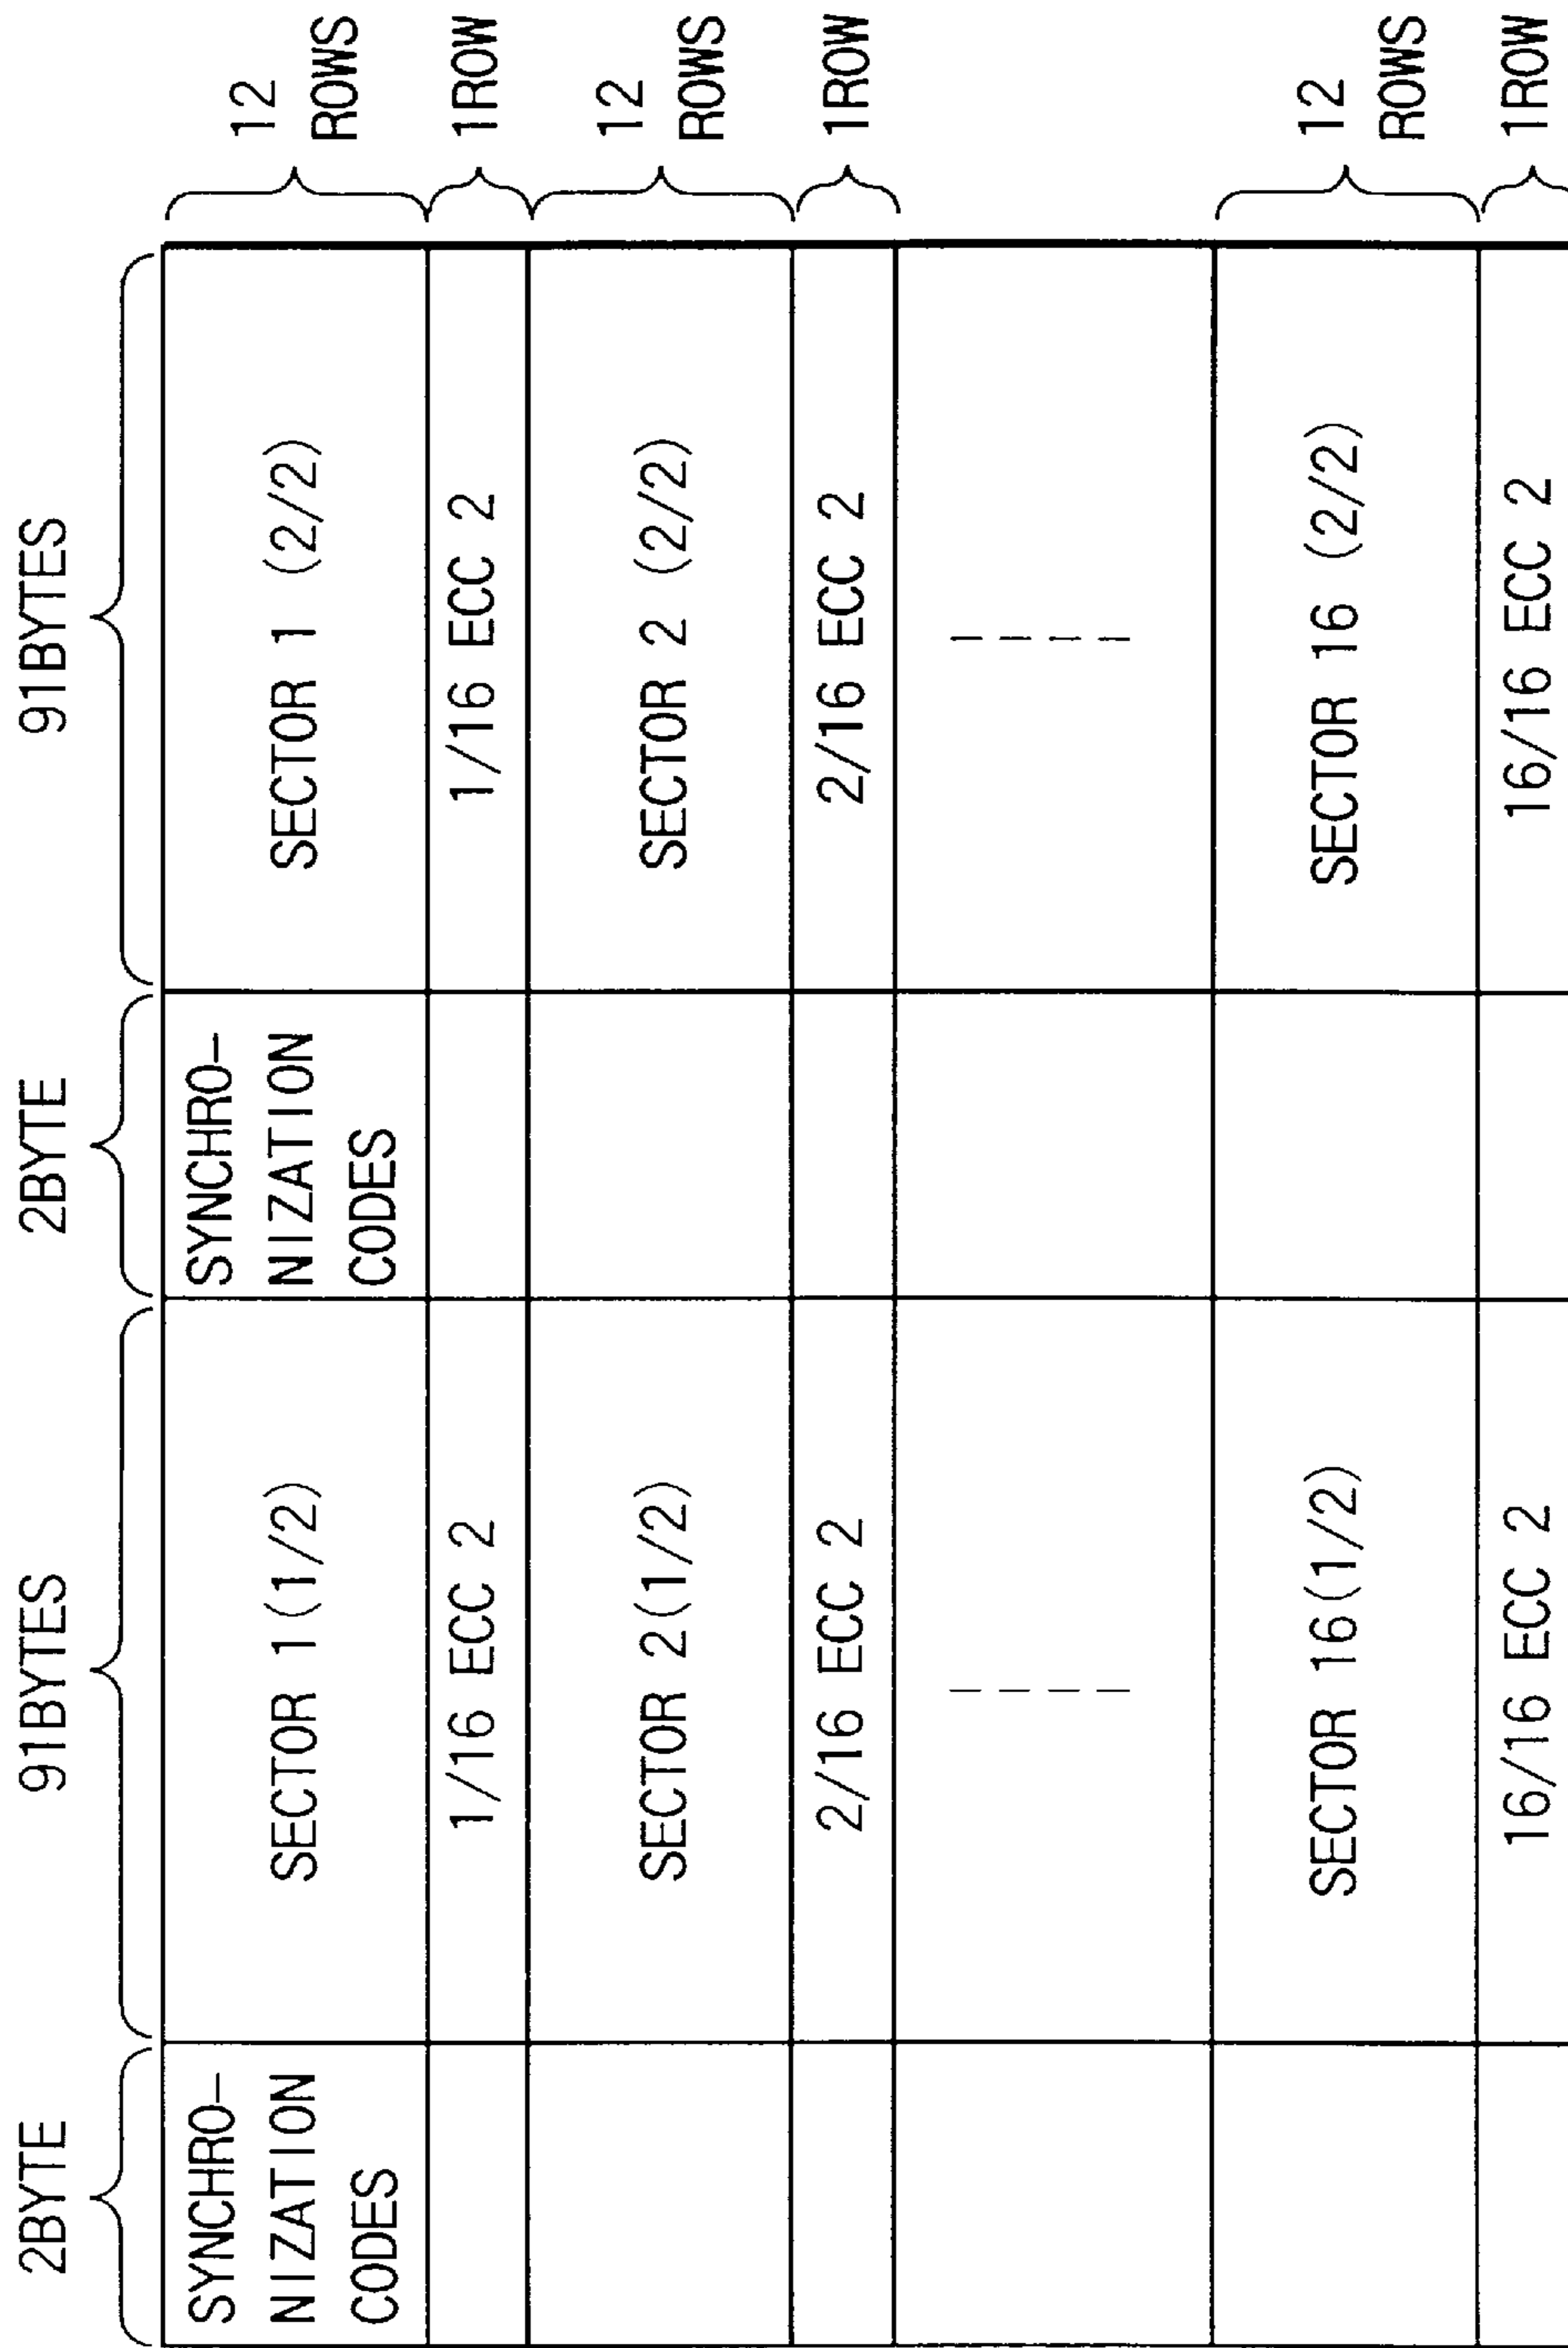 2BYTE
91BYTES
2BYTE
91BYTES
SYNCHRO-
NIZATION
CODES
SECTOR 1(1/2)
SYNCHRO-
NIZATION
CODES
SECTOR 1 (2/2)
12
ROWS
1/16 ECC 2
1/16 ECC 2
1ROW
SECTOR 2(1/2)
SECTOR 2 (2/2)
12
ROWS
2/16 ECC 2
2/16 ECC 2
1ROW
SECTOR 16(1/2)
SECTOR 16 (2/2)
12
ROWS
16/16 ECC 2
16/16 ECC 2
1ROW